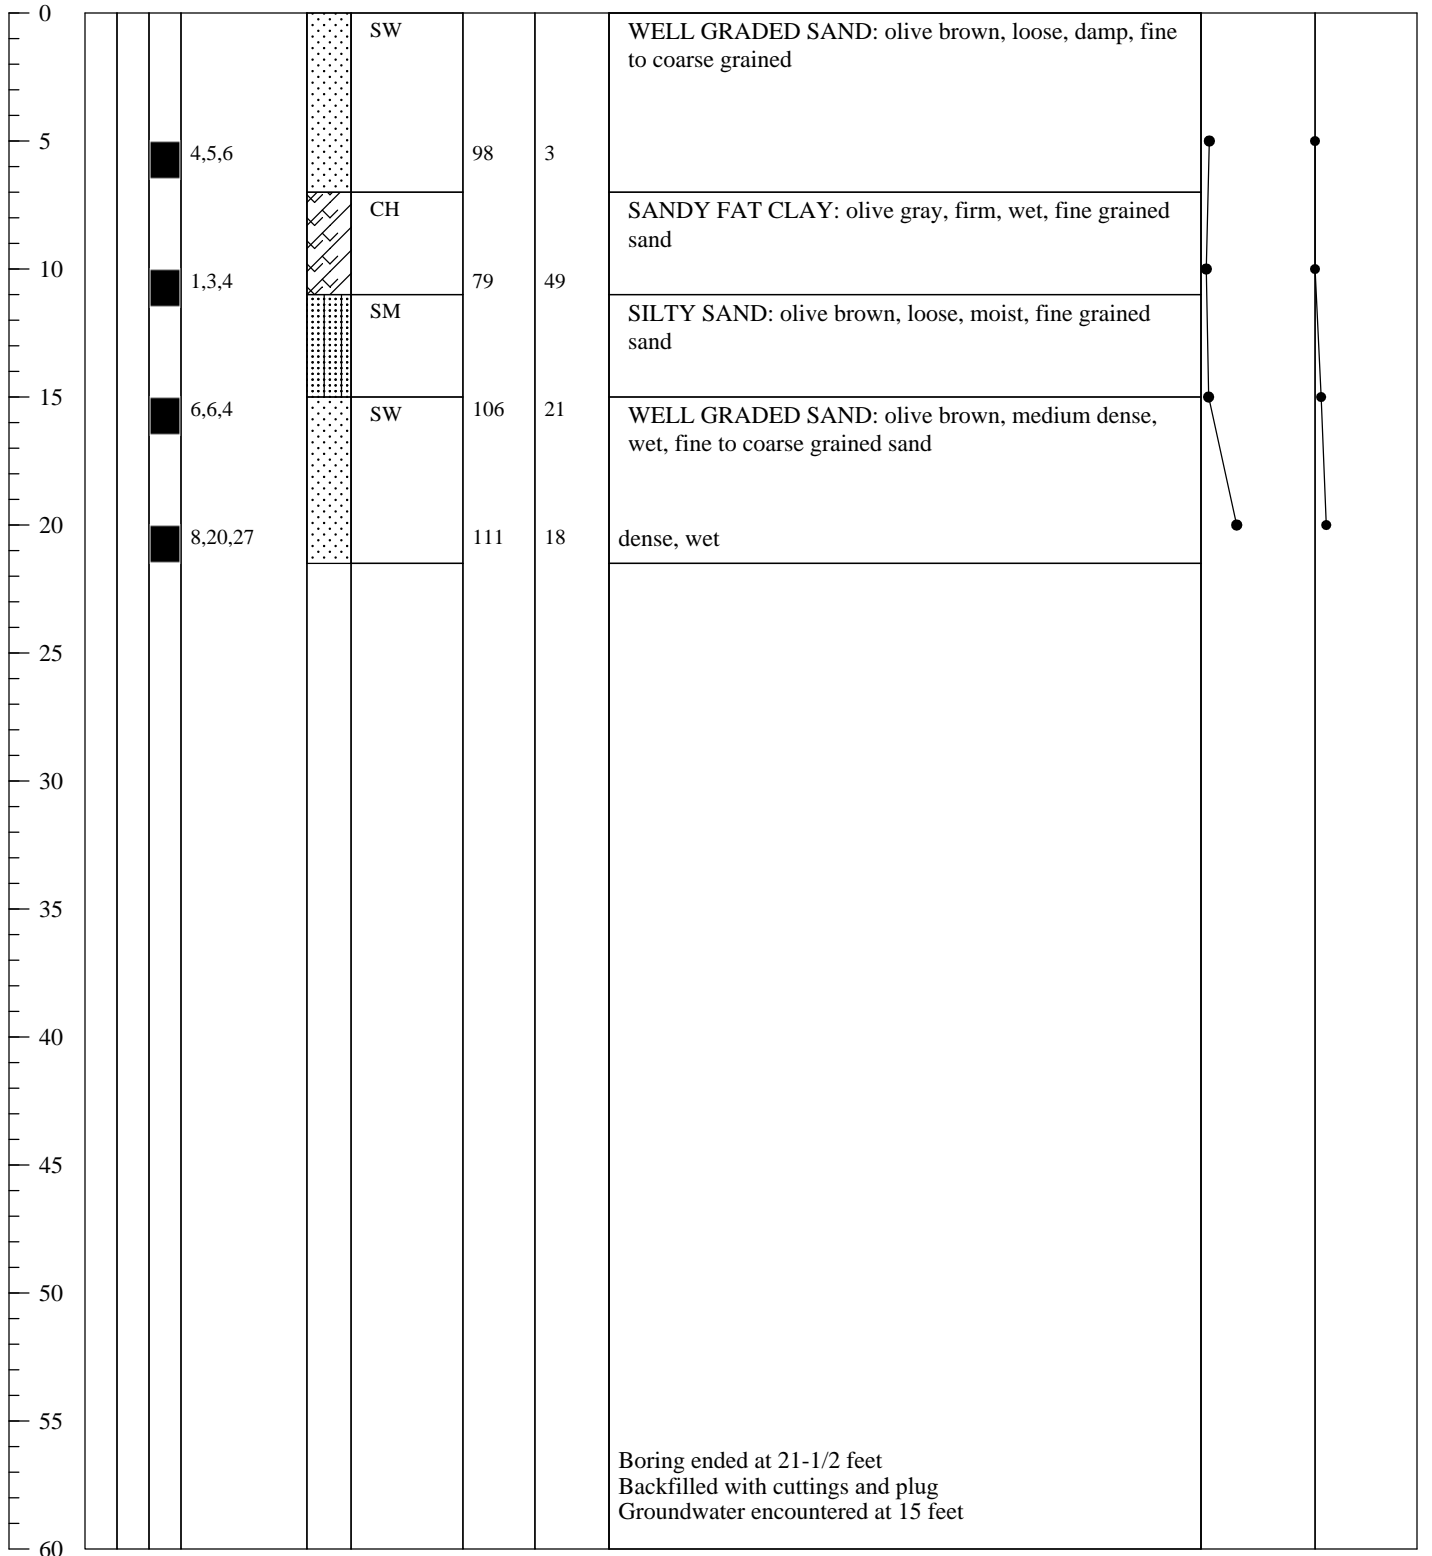 0
SW
WELL GRADED SAND: olive brown, loose, damp, fine
to coarse grained
5
4,5,6
98
3
CH
SANDY FAT CLAY: olive gray, firm, wet, fine grained
sand
10
1,3,4
79
49
SM
SILTY SAND: olive brown, loose, moist, fine grained
sand
15
6,6,4
SW
106
21
WELL GRADED SAND: olive brown, medium dense,
wet, fine to coarse grained sand
20
8,20,27
111
18
dense, wet
25
30
35
40
45
50
55
Boring ended at 21-1/2 feet
Backfilled with cuttings and plug
Groundwater encountered at 15 feet
60